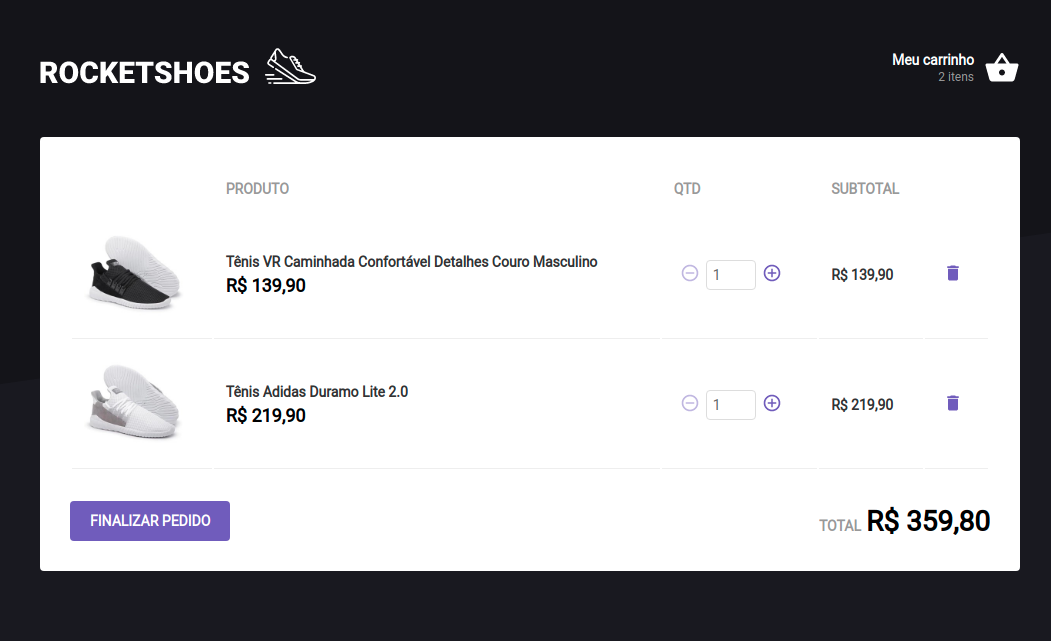 ROCKETSHOES
Meu carrinho
2 itens
PRODUTO QTD SUBTOTAL
Tênis VR Caminhada Confortável Detalhes Couro Masculino
R$ 139,90
1
R$ 139,90
Tênis Adidas Duramo Lite 2.0
R$ 219,90
1
R$ 219,90
FINALIZAR PEDIDO
TOTAL R$ 359,80